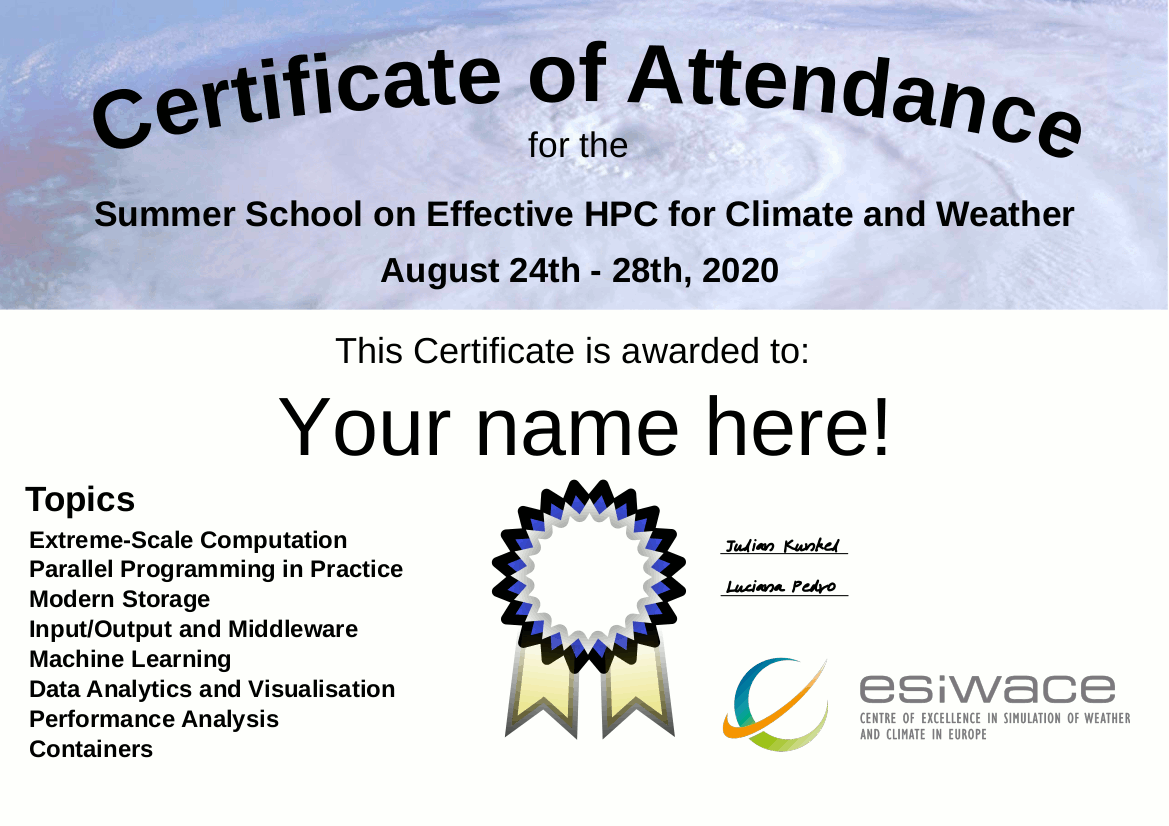 Certificate of Attendance
for the
Summer School on Effective HPC for Climate and Weather
August 24th - 28th, 2020
This Certificate is awarded to:
Your name here!
Topics
Extreme-Scale Computation
Parallel Programming in Practice
Modern Storage
Input/Output and Middleware
Machine Learning
Data Analytics and Visualisation
Performance Analysis
Containers
Julian Kunkel
Luciana Pedro
esiwace
CENTRE OF EXCELLENCE IN SIMULATION OF WEATHER
AND CLIMATE IN EUROPE